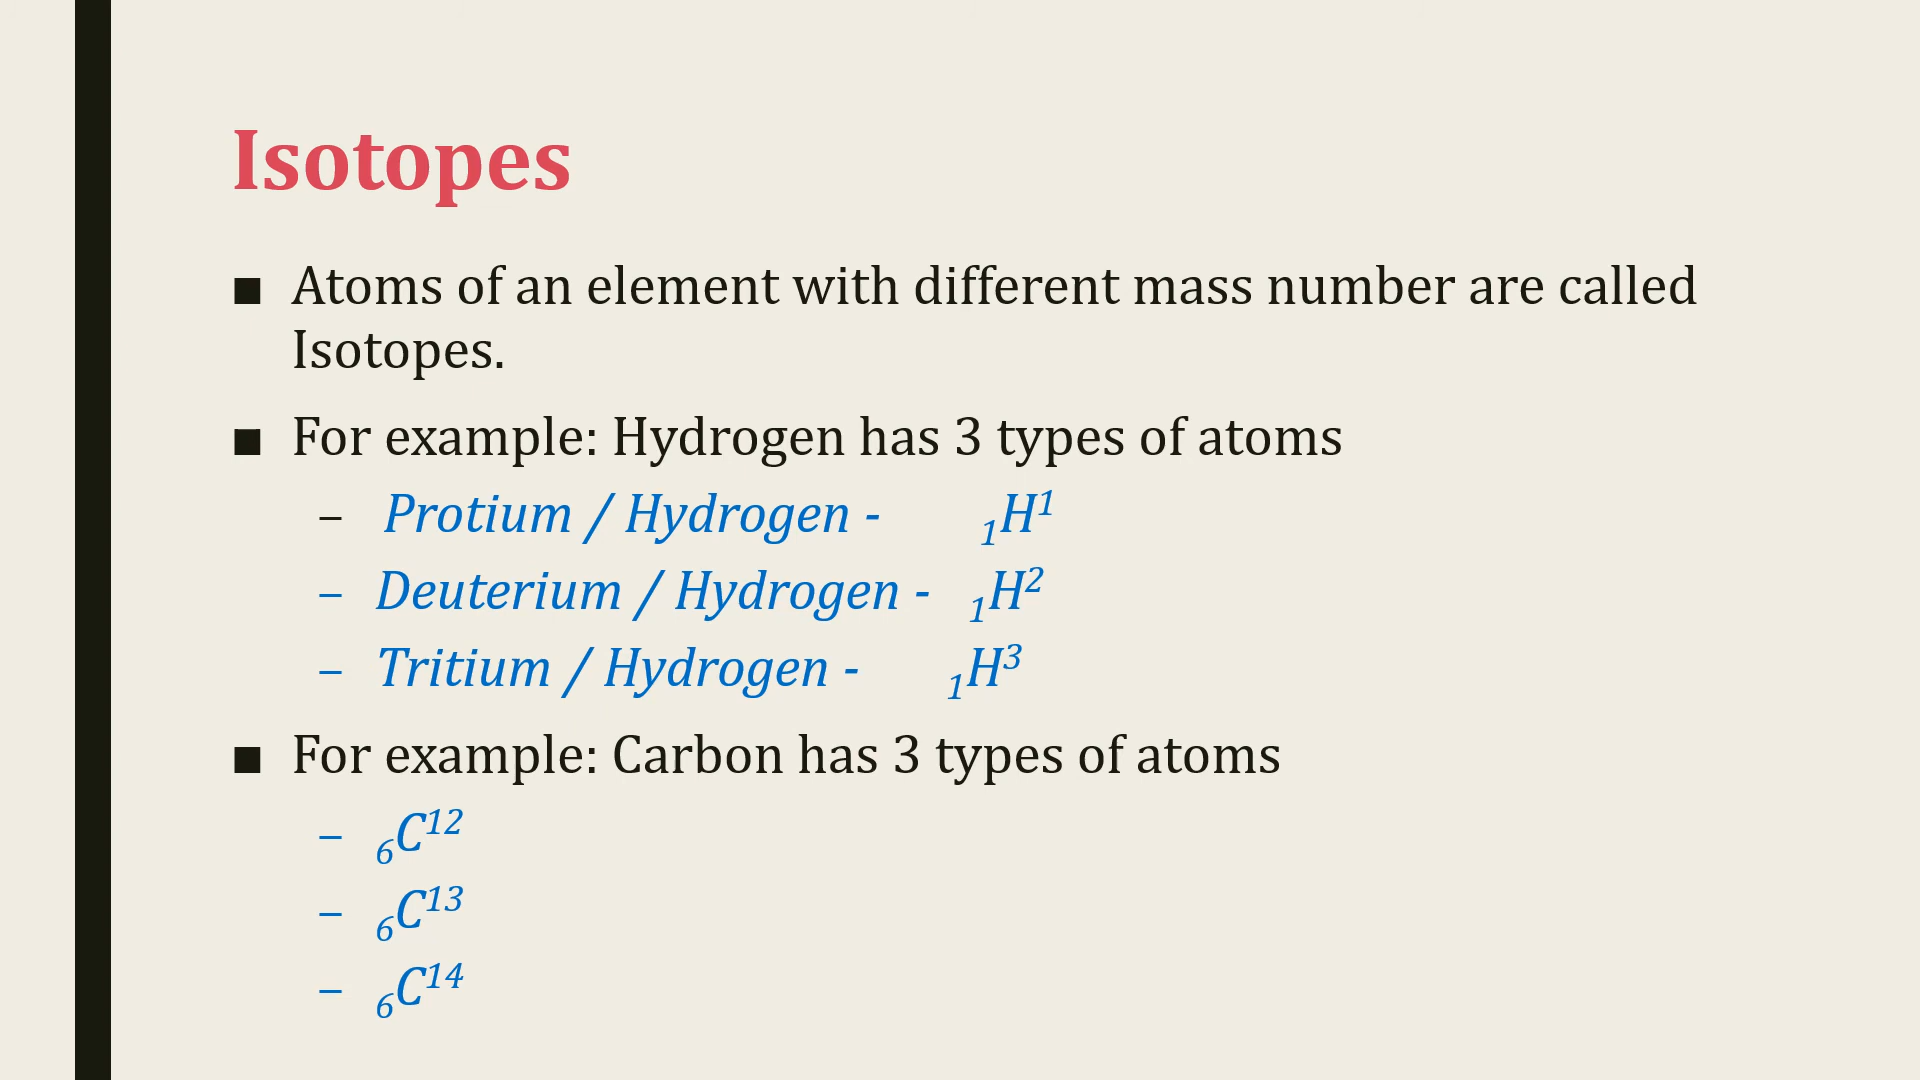 Isotopes
■ Atoms of an element with different mass number are called
Isotopes.
■ For example: Hydrogen has 3 types of atoms
– Protium / Hydrogen - ₁H¹
– Deuterium / Hydrogen - ₁H²
– Tritium / Hydrogen - ₁H³
■ For example: Carbon has 3 types of atoms
– ₆C¹²
– ₆C¹³
– ₆C¹⁴